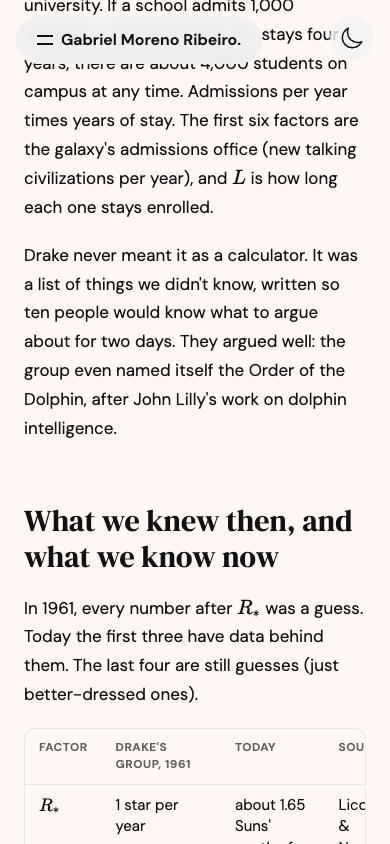 university. If a school admits 1,000
Gabriel Moreno Ribeiro.
stays four
years, there are about 4,000 students on
campus at any time. Admissions per year
times years of stay. The first six factors are
the galaxy's admissions office (new talking
civilizations per year), and L is how long
each one stays enrolled.
Drake never meant it as a calculator. It was
a list of things we didn't know, written so
ten people would know what to argue
about for two days. They argued well: the
group even named itself the Order of the
Dolphin, after John Lilly's work on dolphin
intelligence.
What we knew then, and
what we know now
In 1961, every number after R* was a guess.
Today the first three have data behind
them. The last four are still guesses (just
better-dressed ones).
FACTOR DRAKE'S GROUP, 1961 TODAY SOU
R* 1 star per year about 1.65 Suns'
&